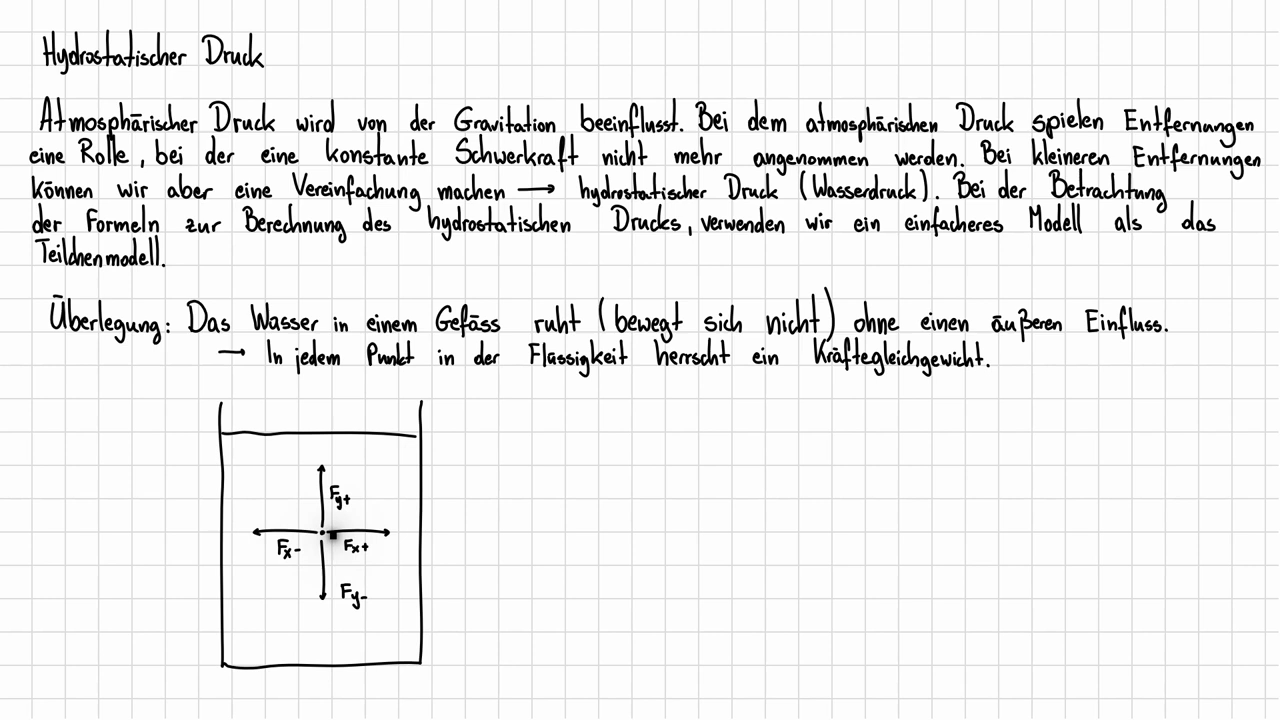 Hydrostatischer Druck
Atmosphärischer Druck wird von der Gravitation beeinflusst. Bei dem atmosphärischen Druck spielen Entfernungen
eine Rolle, bei der eine konstante Schwerkraft nicht mehr angenommen werden. Bei kleineren Entfernungen
können wir aber eine Vereinfachung machen → hydrostatischer Druck (Wasserdruck). Bei der Betrachtung
der Formeln zur Berechnung des hydrostatischen Drucks, verwenden wir ein einfacheres Modell als das
Teilchenmodell.
Überlegung: Das Wasser in einem Gefäss ruht (bewegt sich nicht) ohne einen äußeren Einfluss.
→ In jedem Punkt in der Flässigkeit herrscht ein Kräftegleichgewicht.
Fy+
Fx- Fx+
Fy-